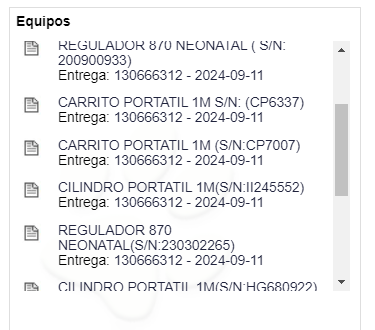 Equipos
REGULADOR 870 NEONATAL ( S/N:
200900933)
Entrega: 130666312 - 2024-09-11
CARRITO PORTATIL 1M S/N: (CP6337)
Entrega: 130666312 - 2024-09-11
CARRITO PORTATIL 1M (S/N:CP7007)
Entrega: 130666312 - 2024-09-11
CILINDRO PORTATIL 1M(S/N:II245552)
Entrega: 130666312 - 2024-09-11
REGULADOR 870
NEONATAL(S/N:230302265)
Entrega: 130666312 - 2024-09-11
CILINDRO PORTATIL 1M(S/N:HG680922)